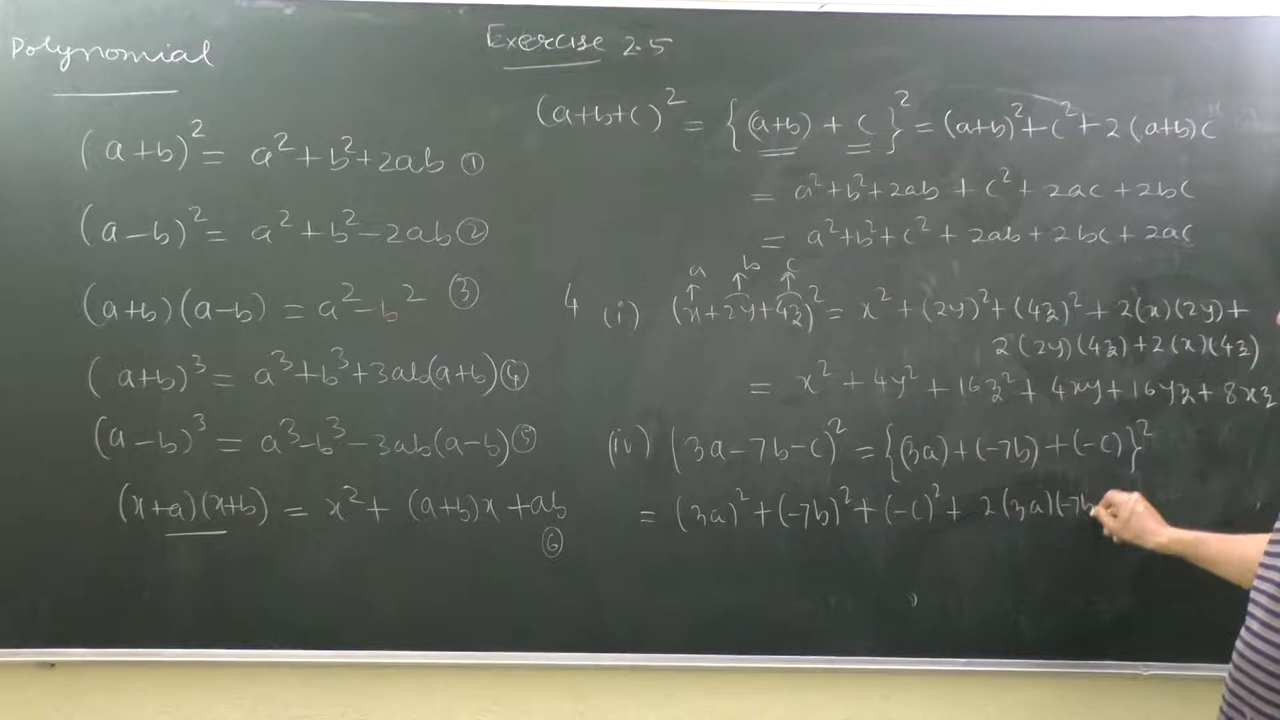 Polynomial
Exercise 2.5
(a+b)² = a²+b²+2ab ①
(a-b)² = a²+b²-2ab ②
(a+b)(a-b) = a²-b² ③
(a+b)³ = a³+b³+3ab(a+b) ④
(a-b)³ = a³-b³-3ab(a-b) ⑤
(x+a)(x+b) = x²+ (a+b)x+ab
⑥
(a+b+c)² = {(a+b) + c}² = (a+b)²+c²+2(a+b)c
= a²+b²+2ab + c²+2ac+2bc
= a²+b²+c²+2ab+2bc+2ac
a b c
↑ ↑ ↑
4 (i) (x+2y+4z)² = x²+(2y)²+(4z)²+2(x)(2y)+
2(2y)(4z)+2(x)(4z)
= x²+4y²+16z²+4xy+16yz+8xz
(iv) (3a-7b-c)² = {(3a)+(-7b)+(-c)}²
= (3a)²+(-7b)²+(-c)²+ 2(3a)(-7b